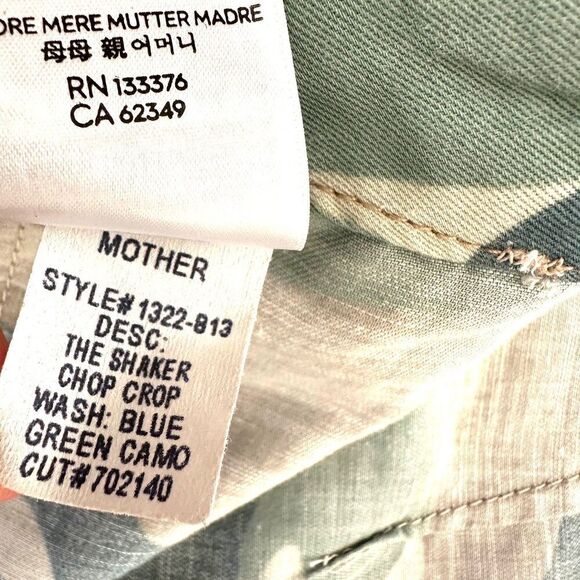 MERE MUTTER MADRE
母母 親 어머니
RN 133376
CA 62349
MOTHER
STYLE# 1322-813
DESC:
THE SHAKER
CHOP CROP
WASH: BLUE
GREEN CAMO
CUT#702140